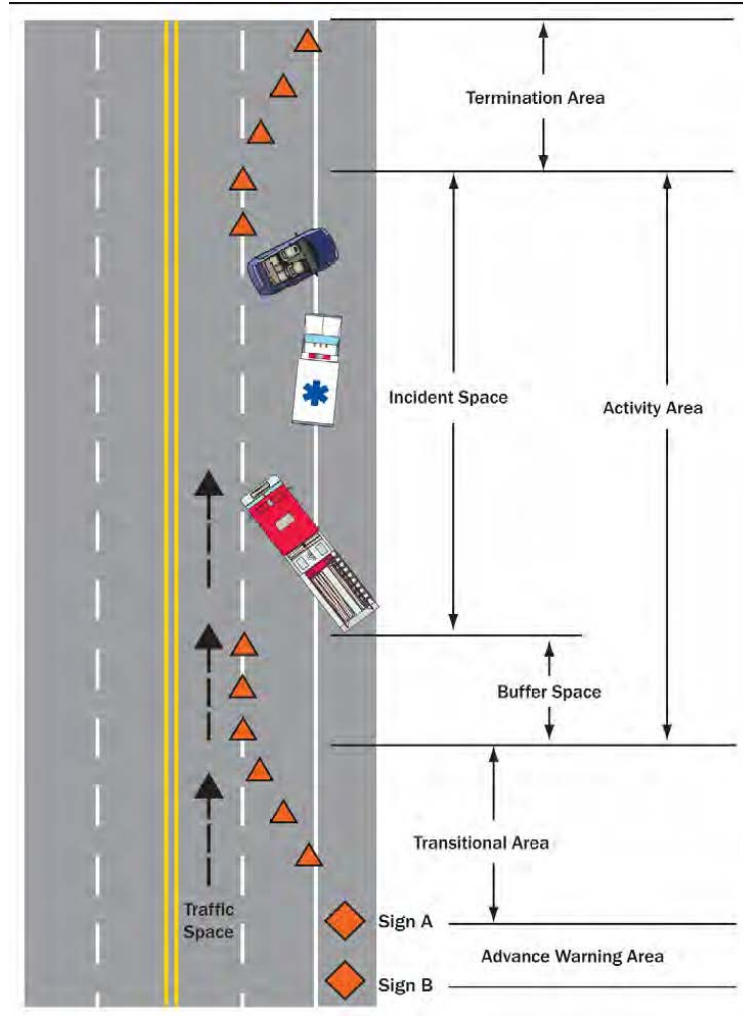 Termination Area
Incident Space
Activity Area
Buffer Space
Transitional Area
Traffic
Space
Sign A
Advance Warning Area
Sign B